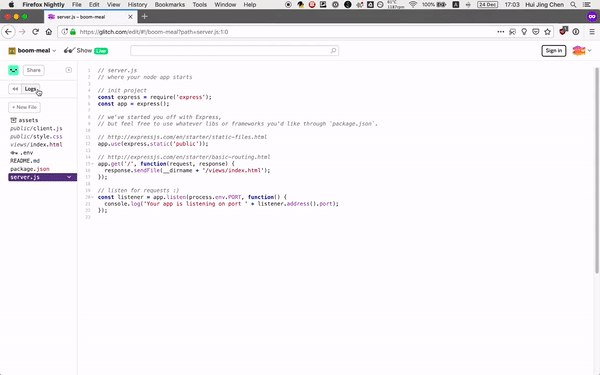 Firefox Nightly File Edit View History Bookmarks Tools Window Help
61°C
1187rpm
100%
24 Dec 17:03 Hui Jing Chen
server.js – boom-meal
https://glitch.com/edit/#!/boom-meal?path=server.js:1:0
boom-meal Show Live Sign in
Share
Logs
+ New File
assets
public/client.js
public/style.css
views/index.html
.env
README.md
package.json
server.js
1 // server.js
2 // where your node app starts
3
4 // init project
5 const express = require('express');
6 const app = express();
7
8 // we've started you off with Express,
9 // but feel free to use whatever libs or frameworks you'd like through `package.json`.
10
11 // http://expressjs.com/en/starter/static-files.html
12 app.use(express.static('public'));
13
14 // http://expressjs.com/en/starter/basic-routing.html
15 app.get('/', function(request, response) {
16 response.sendFile(__dirname + '/views/index.html');
17 });
18
19 // listen for requests :)
20 const listener = app.listen(process.env.PORT, function() {
21 console.log('Your app is listening on port ' + listener.address().port);
22 });
23